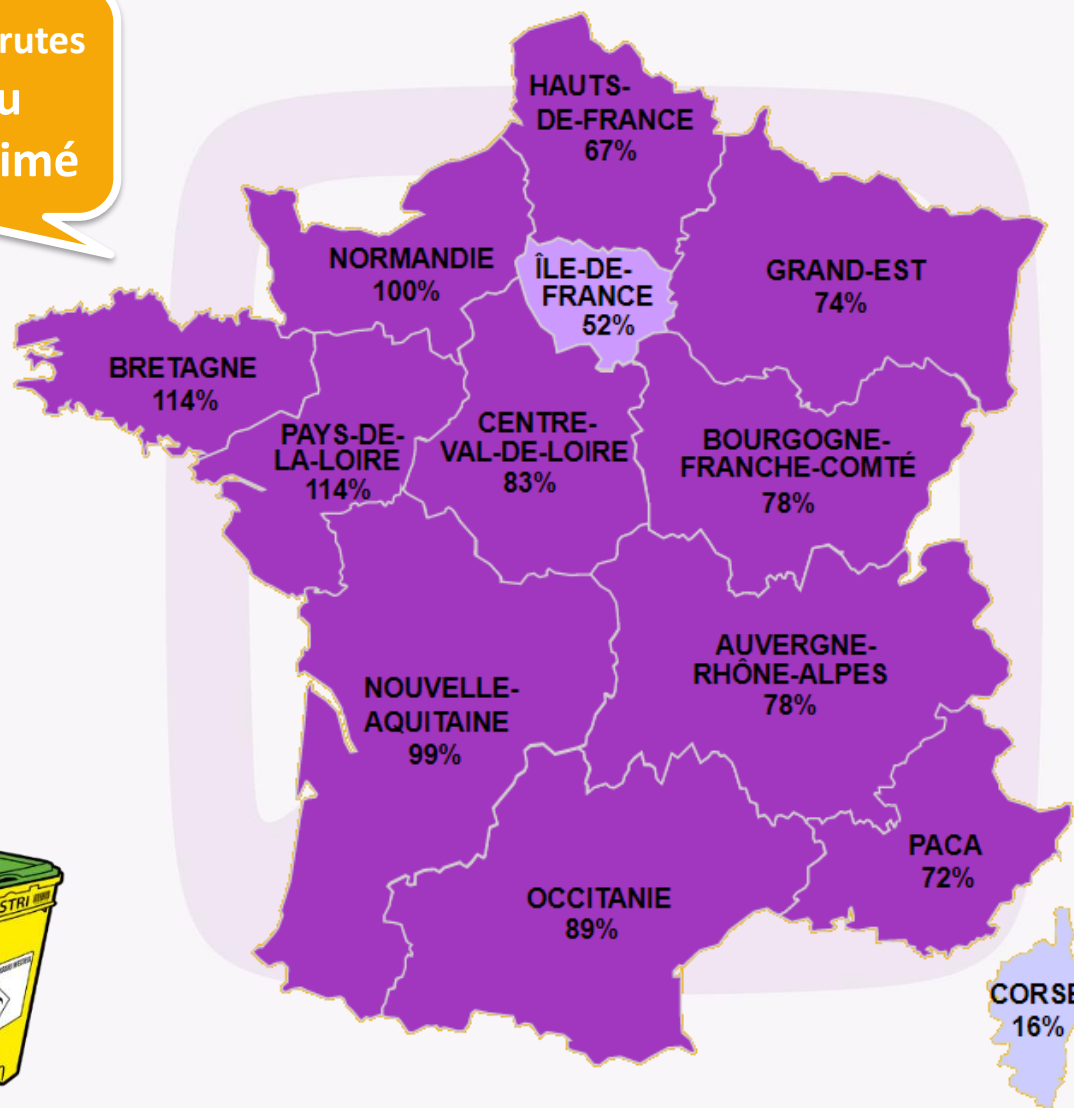 rutes
u
imé
HAUTS-
DE-FRANCE
67%
NORMANDIE
100%
ÎLE-DE-
FRANCE
52%
GRAND-EST
74%
BRETAGNE
114%
PAYS-DE-
LA-LOIRE
114%
CENTRE-
VAL-DE-LOIRE
83%
BOURGOGNE-
FRANCHE-COMTÉ
78%
AUVERGNE-
RHÔNE-ALPES
78%
NOUVELLE-
AQUITAINE
99%
PACA
72%
OCCITANIE
89%
STRI
CORSE
16%